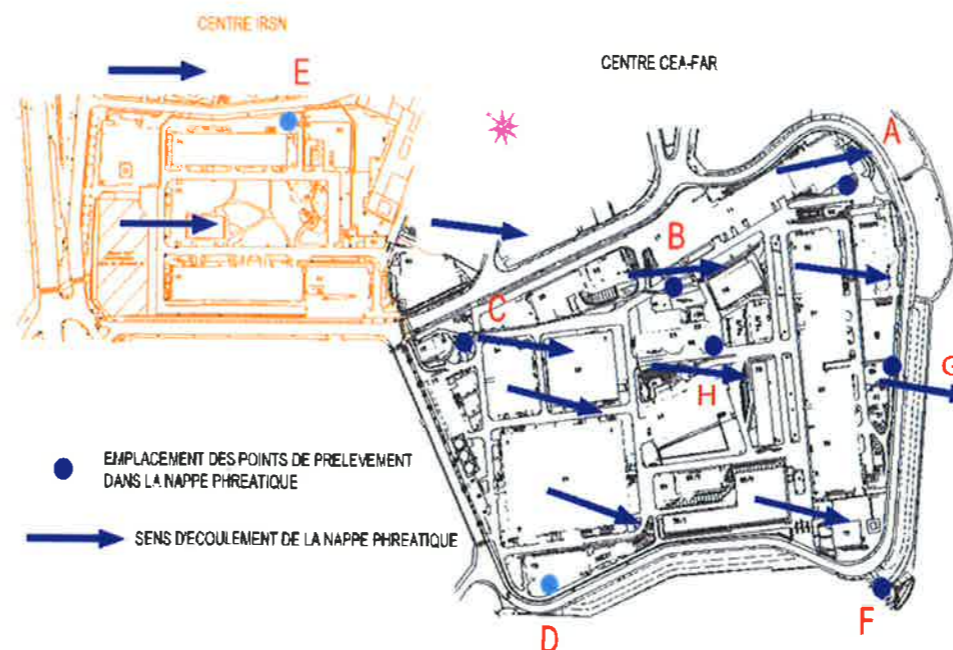 CENTRE IRSN
CENTRE CEA-FAR
E
A
B
C
G
H
EMPLACEMENT DES POINTS DE PRELEVEMENT
DANS LA NAPPE PHREATIQUE
SENS D'ECOULEMENT DE LA NAPPE PHREATIQUE
D
F